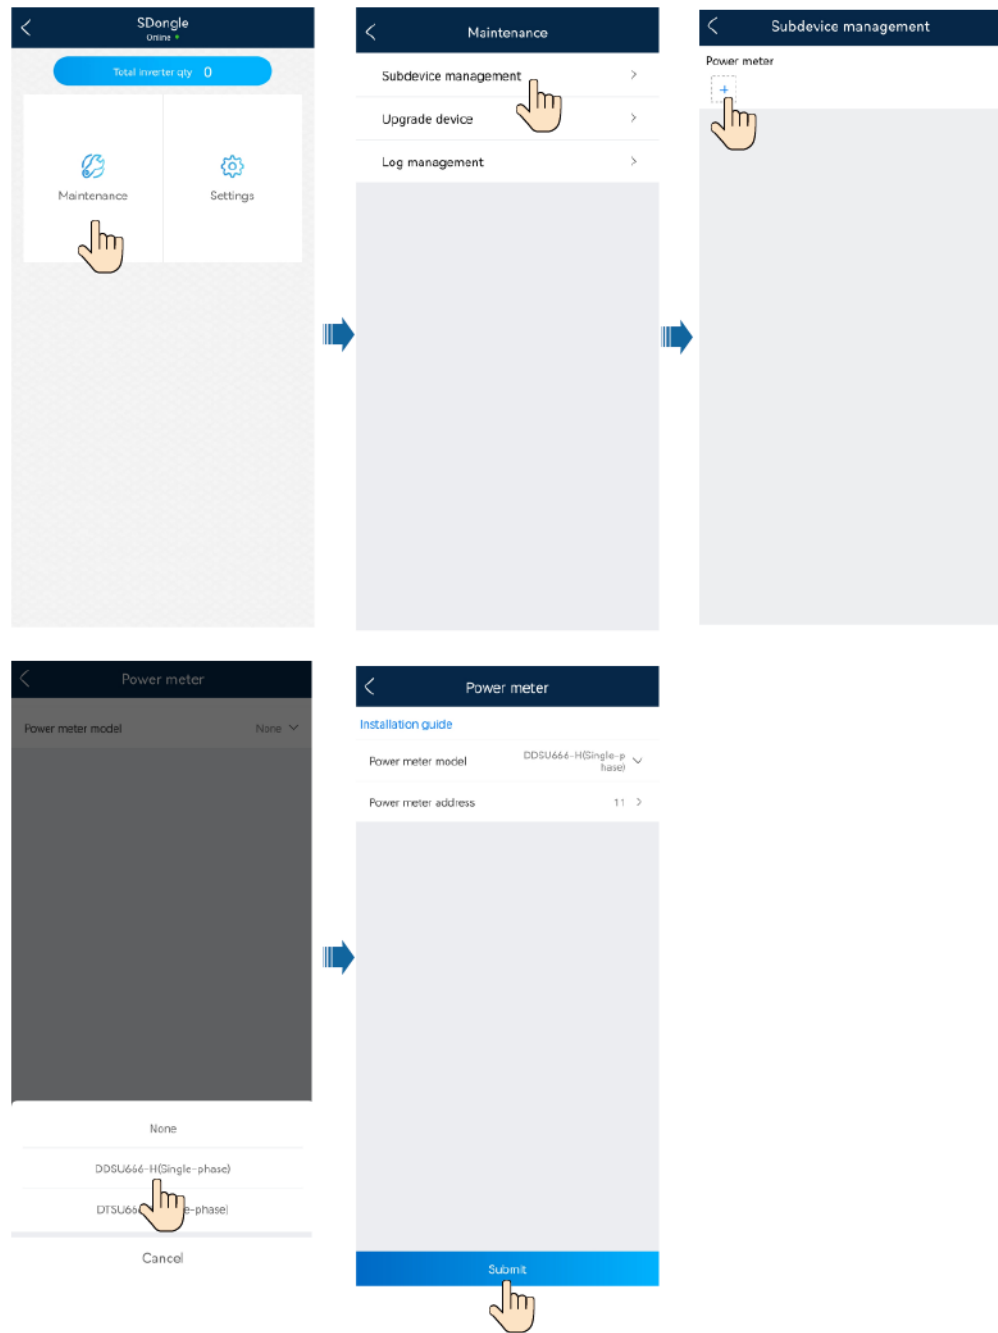 SDongle
Online
Total inverter qty 0
Maintenance
Settings
Maintenance
Subdevice management
Upgrade device
Log management
Subdevice management
Power meter
+
Power meter
Power meter model None
None
DDSU666-H(Single-phase)
DTSU66 e-phase)
Cancel
Power meter
Installation guide
Power meter model DDSU666-H(Single-p
hase)
Power meter address 11
Submit